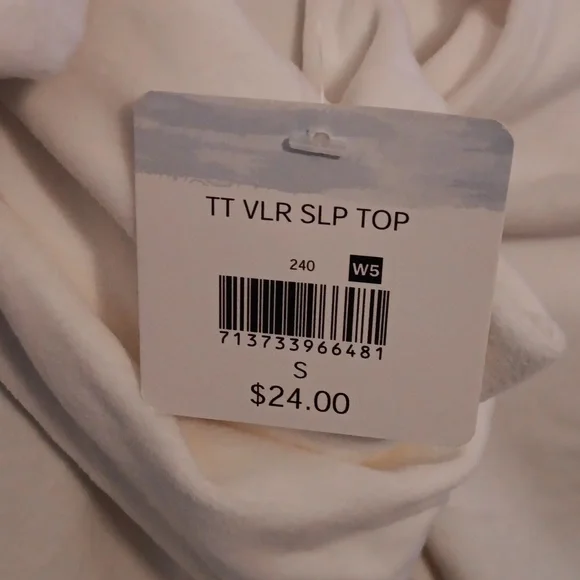 TT VLR SLP TOP
240 W5
713733966481
S
$24.00